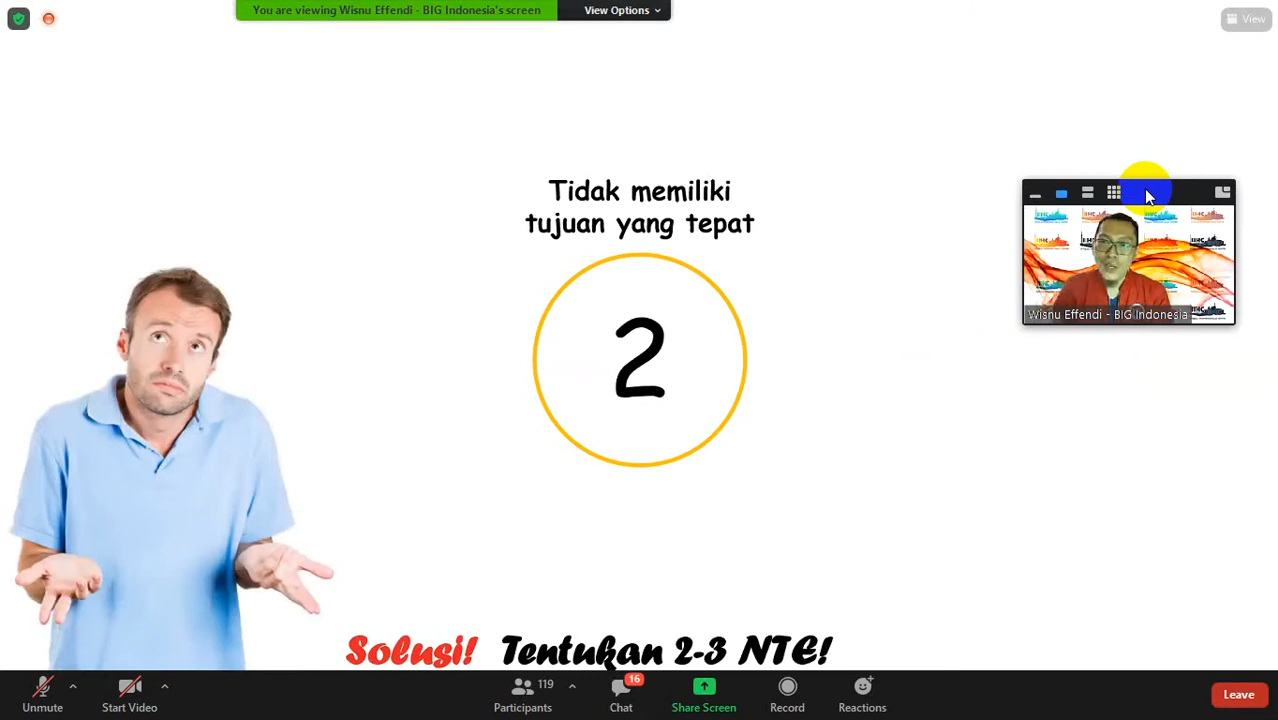 You are viewing Wisnu Effendi - BIG Indonesia's screen
View Options
View
Tidak memiliki
tujuan yang tepat
2
Wisnu Effendi - BIG Indonesia
Solusi! Tentukan 2-3 NTE!
Unmute
Start Video
119
Participants
16
Chat
Share Screen
Record
Reactions
Leave